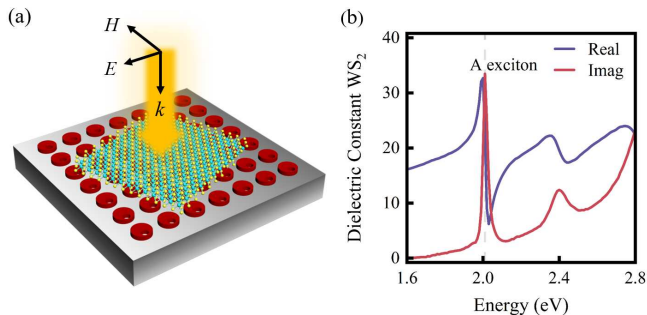 (a)
H
E
k
(b)
Dielectric Constant WS₂
40
30
20
10
0
A exciton
Real
Imag
1.6
2.0
2.4
2.8
Energy (eV)